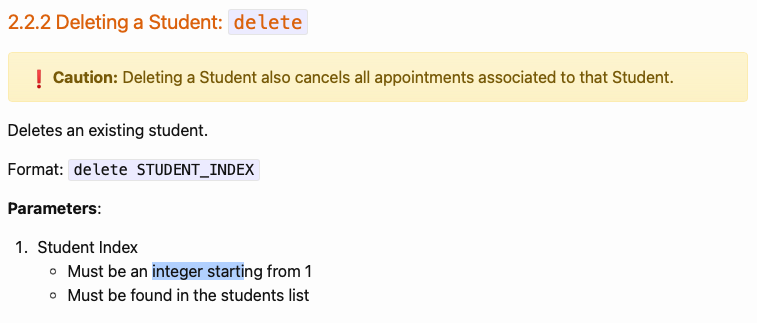 2.2.2 Deleting a Student: delete
❗ Caution: Deleting a Student also cancels all appointments associated to that Student.
Deletes an existing student.
Format: delete STUDENT_INDEX
Parameters:
1. Student Index
○ Must be an integer starting from 1
○ Must be found in the students list